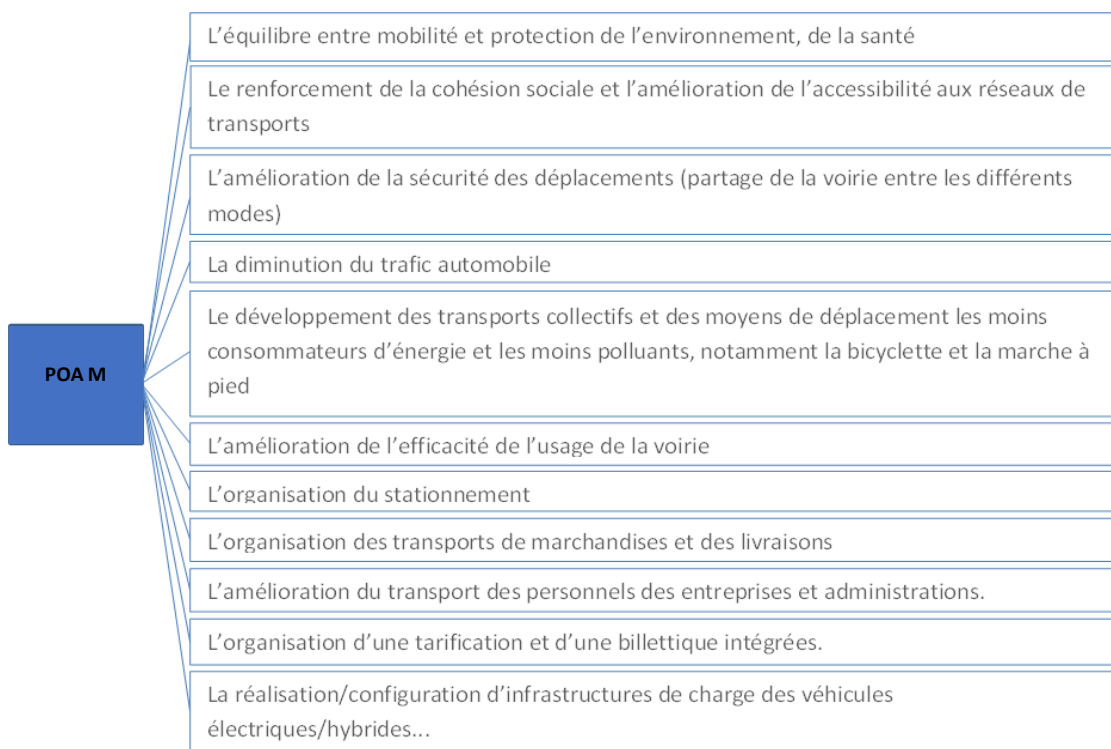 L’équilibre entre mobilité et protection de l’environnement, de la santé
Le renforcement de la cohésion sociale et l’amélioration de l’accessibilité aux réseaux de
transports
L’amélioration de la sécurité des déplacements (partage de la voirie entre les différents
modes)
La diminution du trafic automobile
Le développement des transports collectifs et des moyens de déplacement les moins
consommateurs d’énergie et les moins polluants, notamment la bicyclette et la marche à
pied
POA M
L’amélioration de l’efficacité de l’usage de la voirie
L’organisation du stationnement
L’organisation des transports de marchandises et des livraisons
L’amélioration du transport des personnels des entreprises et administrations.
L’organisation d’une tarification et d’une billettique intégrées.
La réalisation/configuration d’infrastructures de charge des véhicules
électriques/hybrides...